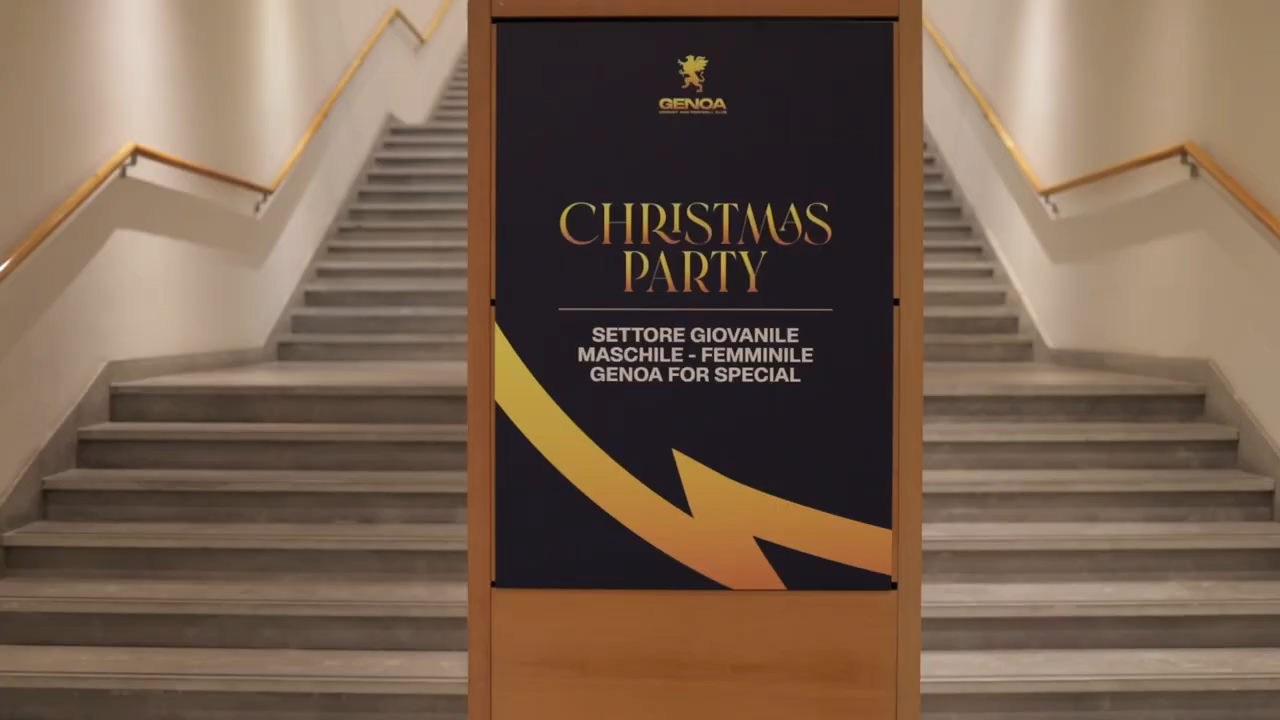 GENOA
CHRISTMAS
PARTY
SETTORE GIOVANILE
MASCHILE - FEMMINILE
GENOA FOR SPECIAL